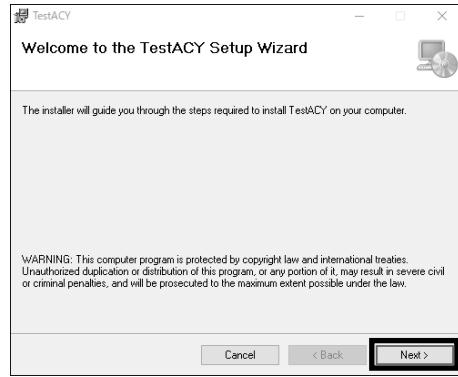 TestACY
Welcome to the TestACY Setup Wizard
The installer will guide you through the steps required to install TestACY on your computer.
WARNING: This computer program is protected by copyright law and international treaties.
Unauthorized duplication or distribution of this program, or any portion of it, may result in severe civil
or criminal penalties, and will be prosecuted to the maximum extent possible under the law.
Cancel
< Back
Next >